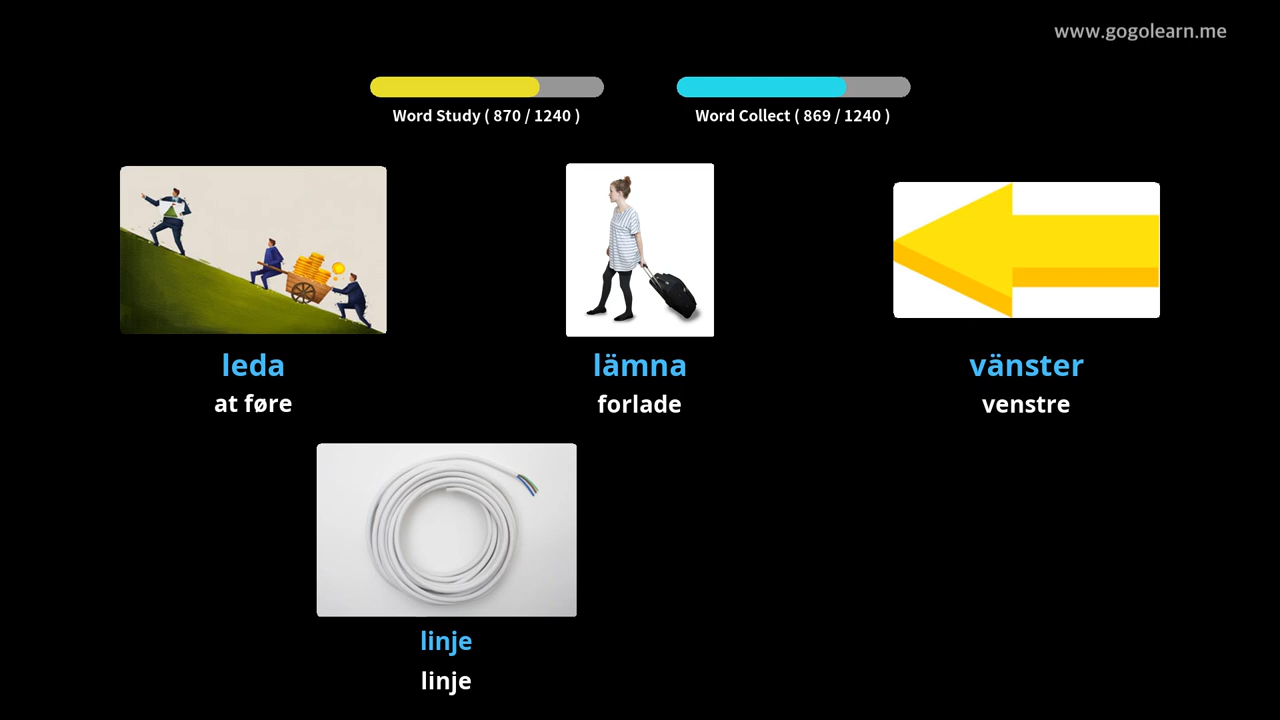 www.gogolearn.me
Word Study ( 870 / 1240 )
Word Collect ( 869 / 1240 )
leda
at føre
lämna
forlade
vänster
venstre
linje
linje